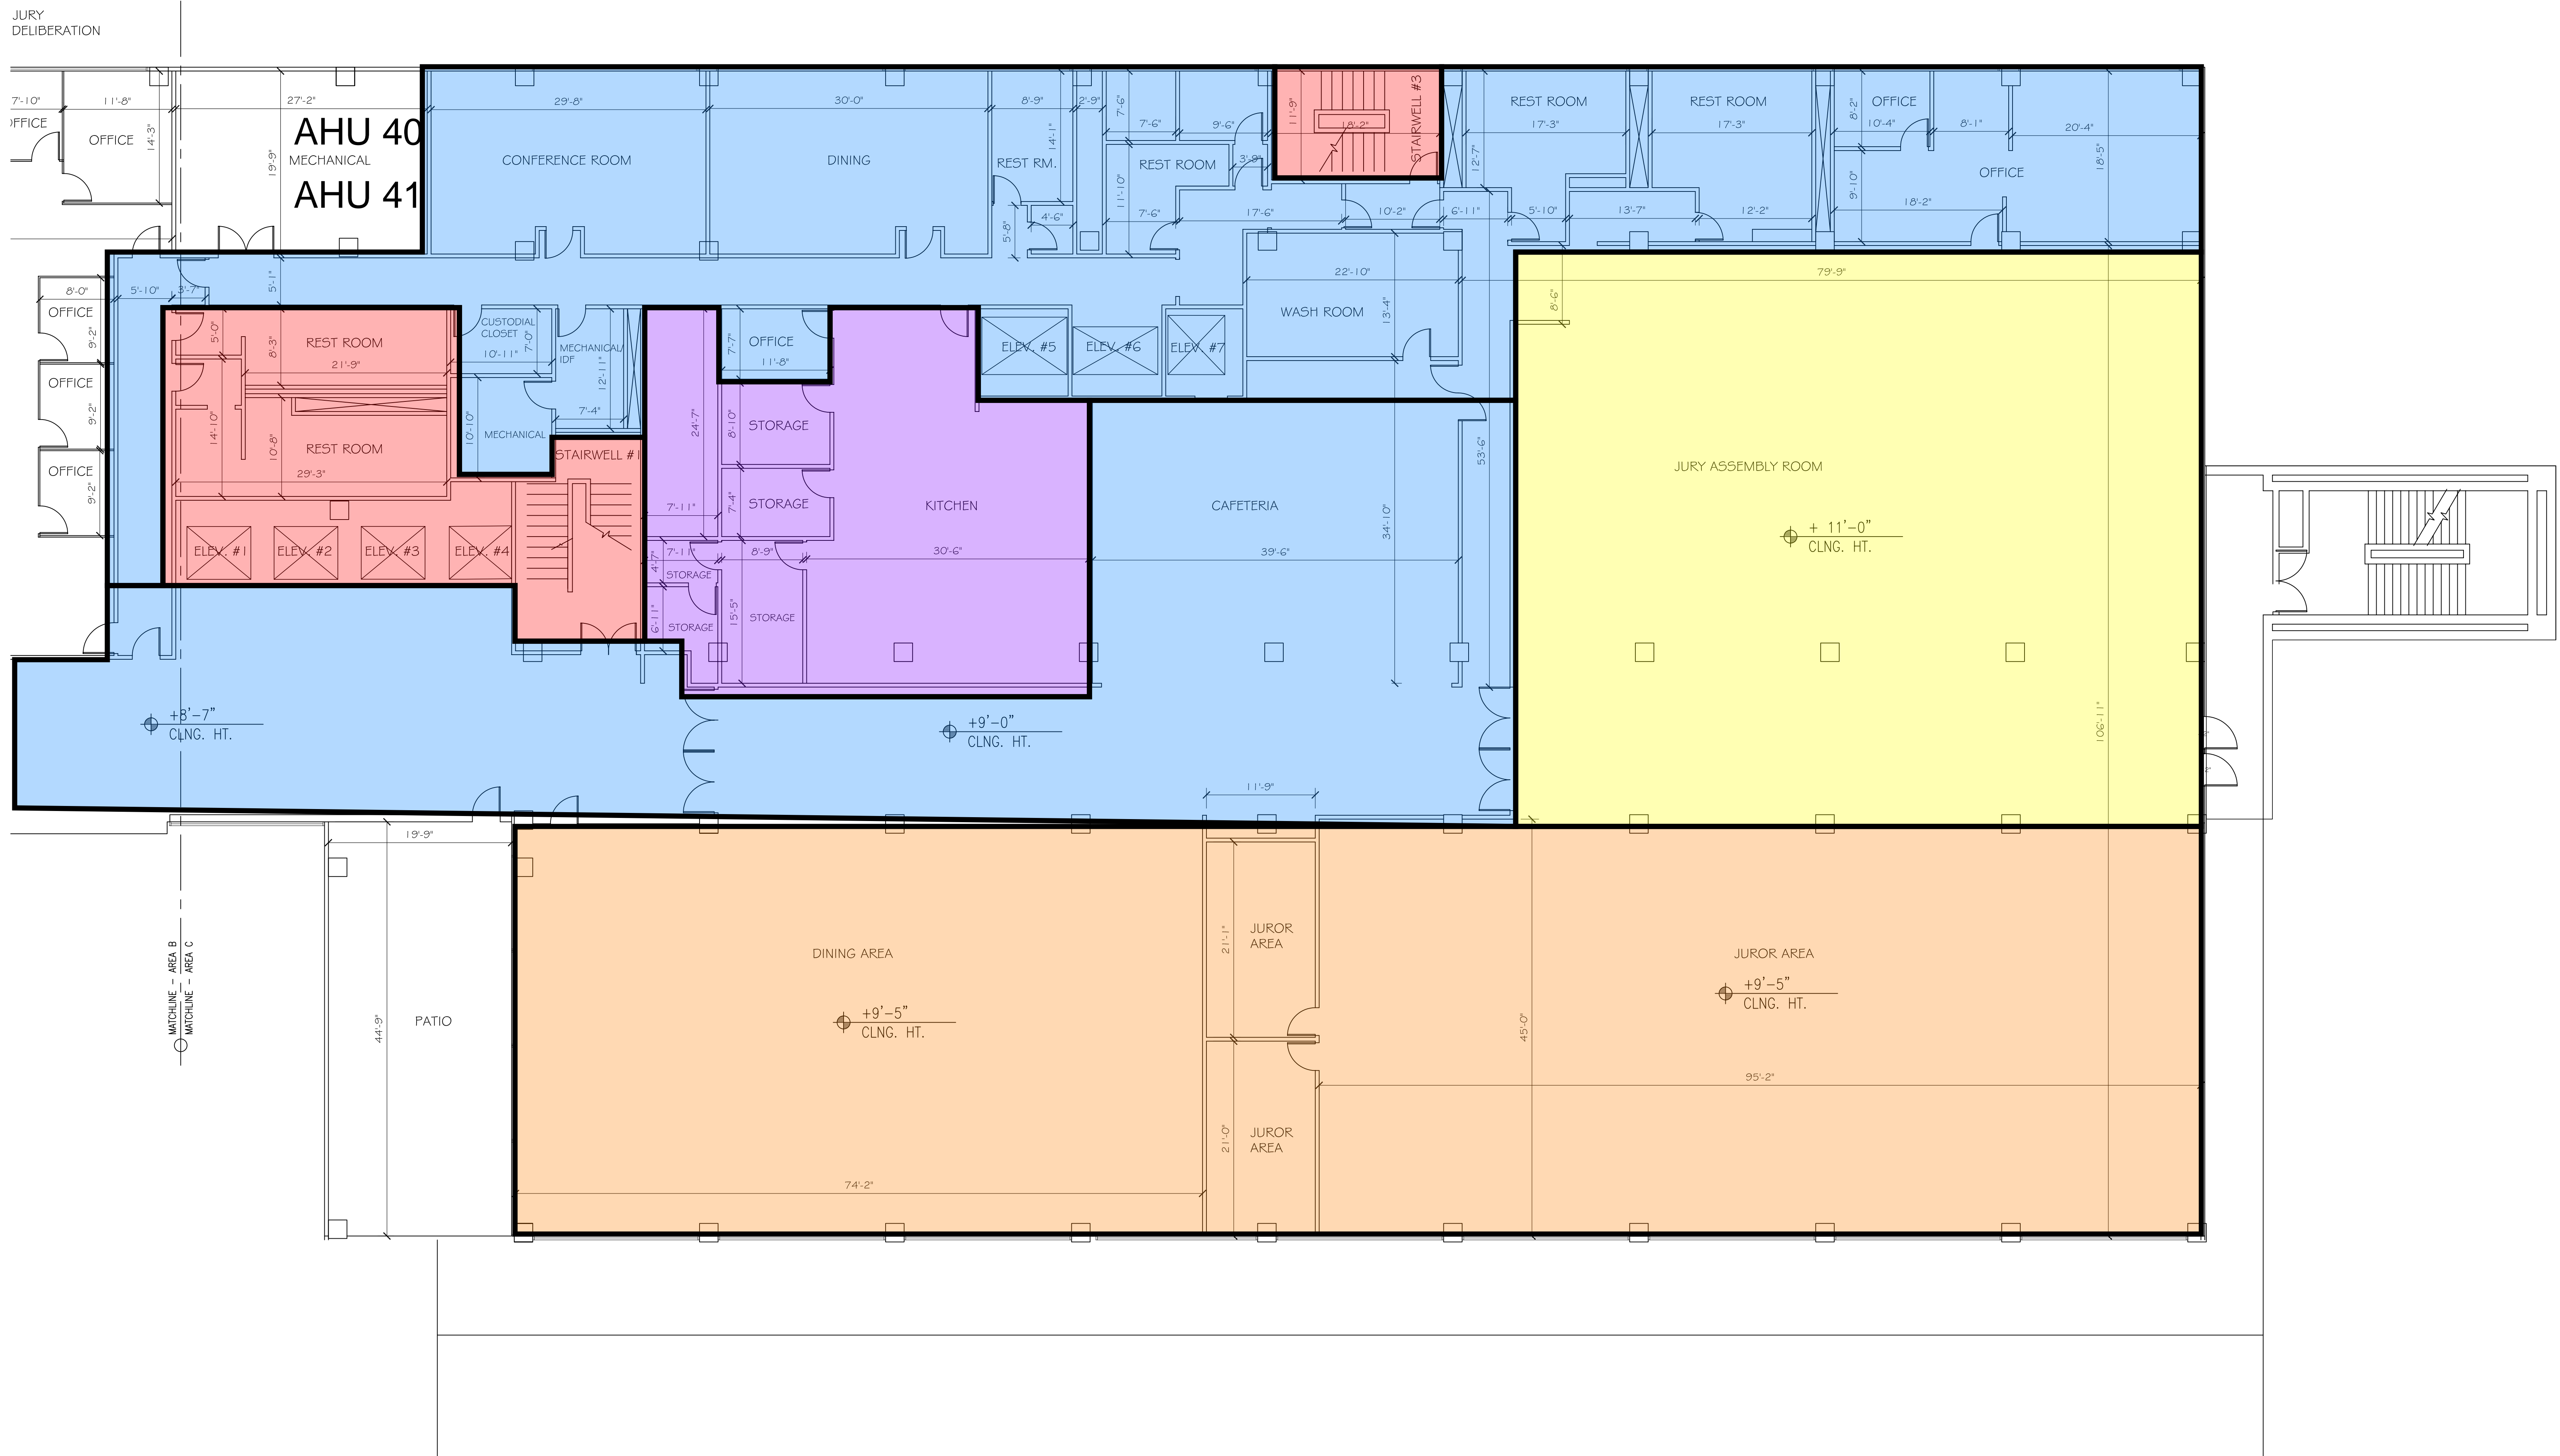 JURY
DELIBERATION
7'-10"
11'-8"
27'-2"
29'-8"
30'-0"
8'-9"
2'-9"
7'-6"
7'-6"
9'-6"
11'-9"
18'-2"
STAIRWELL #3
REST ROOM
17'-3"
REST ROOM
17'-3"
OFFICE
10'-4"
8'-2"
8'-1"
20'-4"
OFFICE
14'-3"
19'-9"
AHU 40
MECHANICAL
AHU 41
CONFERENCE ROOM
DINING
REST RM.
14'-1"
REST ROOM
3'-9"
11'-10"
12'-7"
9'-10"
OFFICE
18'-5"
18'-2"
5'-8"
4'-6"
7'-6"
17'-6"
10'-2"
6'-11"
5'-10"
13'-7"
12'-2"
8'-0"
5'-10"
3'-7"
5'-1"
22'-10"
79'-9"
8'-6"
WASH ROOM
13'-4"
OFFICE
9'-2"
OFFICE
9'-2"
OFFICE
9'-2"
5'-0"
8'-3"
REST ROOM
21'-9"
CUSTODIAL
CLOSET
7'-0"
10'-11"
MECHANICAL/
IDF
12'-11"
7'-4"
OFFICE
7'-7"
11'-8"
ELEV. #5
ELEV. #6
ELEV. #7
14'-10"
10'-8"
REST ROOM
29'-3"
10'-10"
MECHANICAL
STAIRWELL #1
24'-7"
8'-10"
STORAGE
7'-11"
7'-4"
STORAGE
KITCHEN
CAFETERIA
34'-10"
53'-6"
JURY ASSEMBLY ROOM
+ 11'-0"
CLNG. HT.
ELEV. #1
ELEV. #2
ELEV. #3
ELEV. #4
4'-7"
7'-11"
8'-9"
30'-6"
39'-6"
STORAGE
6'-1"
STORAGE
15'-5"
STORAGE
+8'-7"
CLNG. HT.
+9'-0"
CLNG. HT.
106'-11"
11'-9"
19'-9"
MATCHLINE - AREA B
MATCHLINE - AREA C
44'-9"
PATIO
DINING AREA
+9'-5"
CLNG. HT.
74'-2"
21'-1"
JUROR
AREA
21'-0"
JUROR
AREA
JUROR AREA
+9'-5"
CLNG. HT.
45'-0"
95'-2"